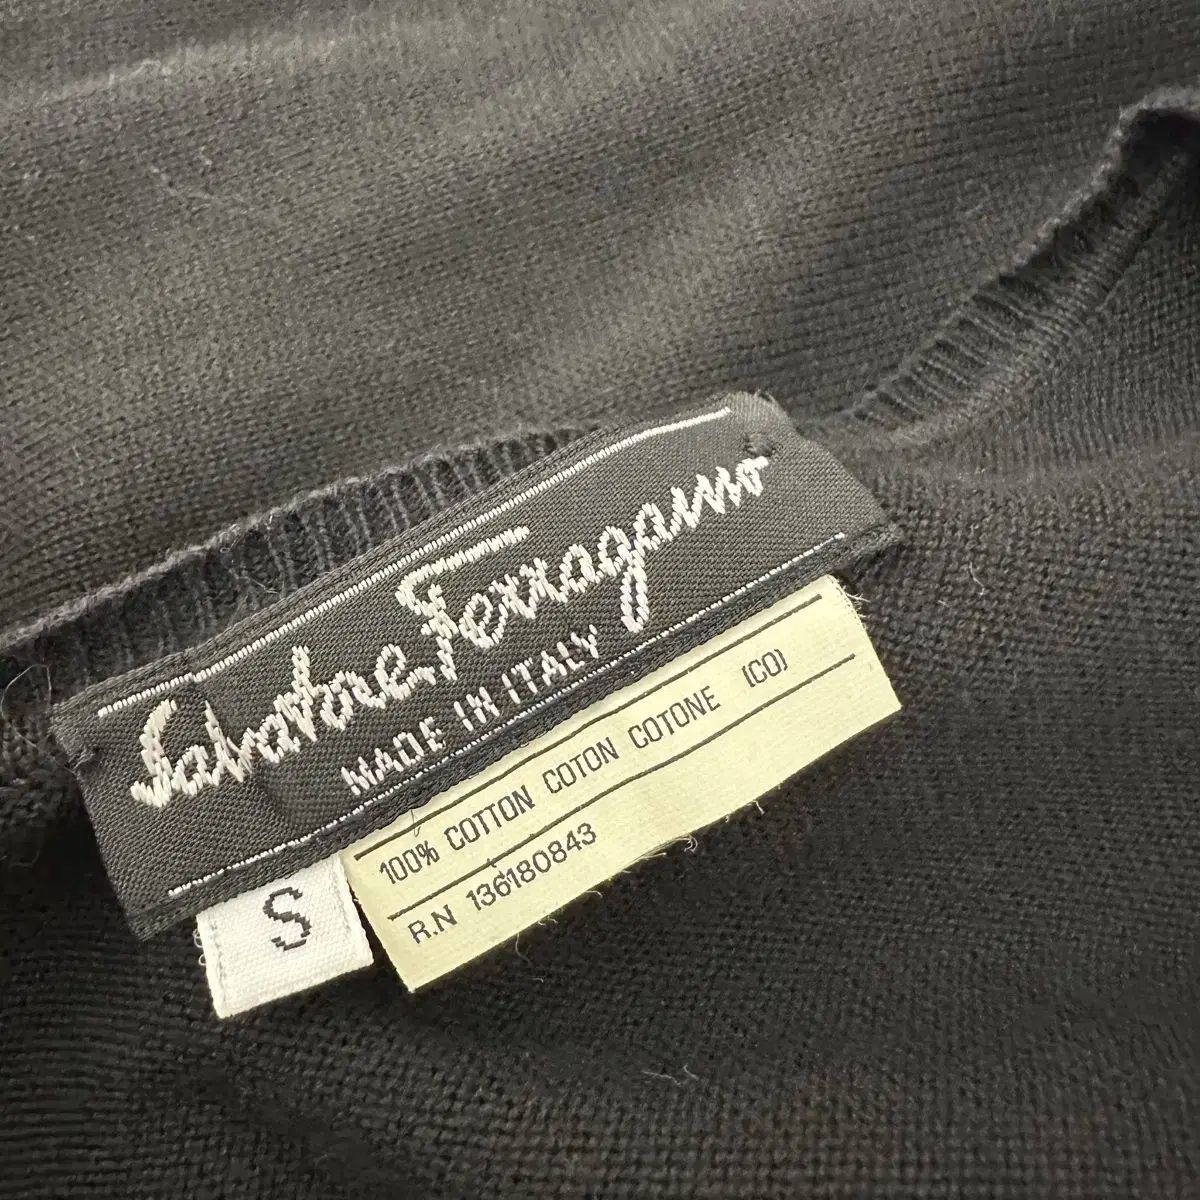 Salvatore Ferragamo
MADE IN ITALY
100% COTTON COTON COTONE (CO)
R.N 136180843
S